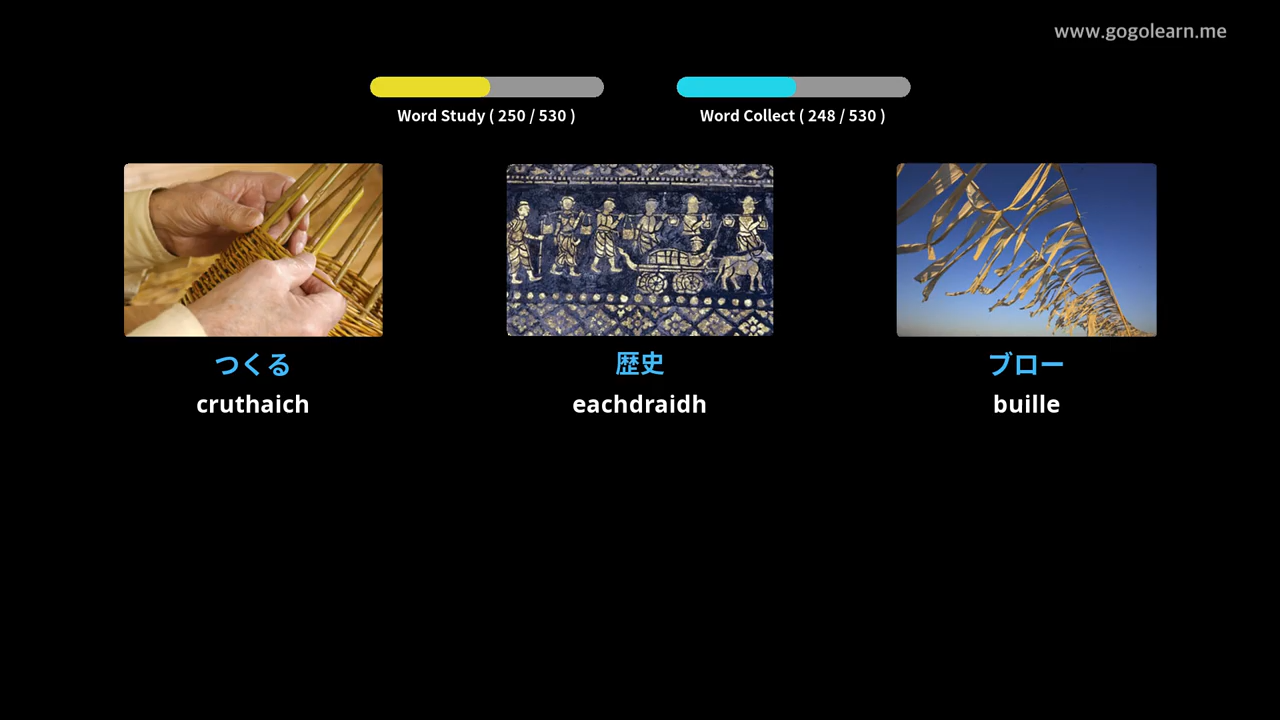 www.gogolearn.me
Word Study ( 250 / 530 )
Word Collect ( 248 / 530 )
つくる
歴史
ブロー
cruthaich
eachdraidh
buille